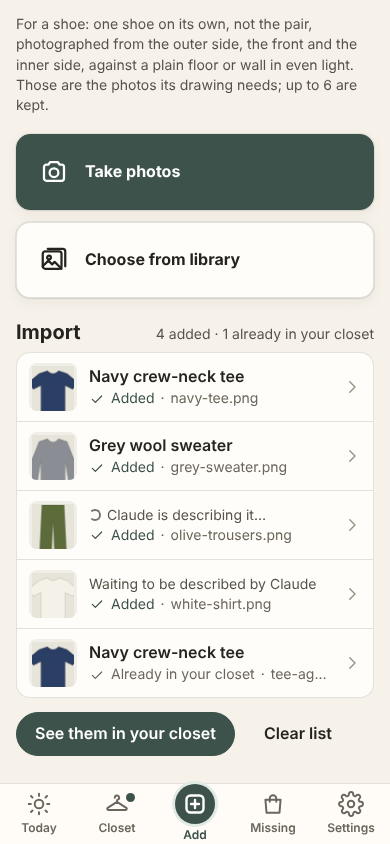 For a shoe: one shoe on its own, not the pair,
photographed from the outer side, the front and the
inner side, against a plain floor or wall in even light.
Those are the photos its drawing needs; up to 6 are
kept.
Take photos
Choose from library
Import
4 added · 1 already in your closet
Navy crew-neck tee
Added · navy-tee.png
Grey wool sweater
Added · grey-sweater.png
Claude is describing it...
Added · olive-trousers.png
Waiting to be described by Claude
Added · white-shirt.png
Navy crew-neck tee
Already in your closet · tee-ag...
See them in your closet
Clear list
Today
Closet
Add
Missing
Settings